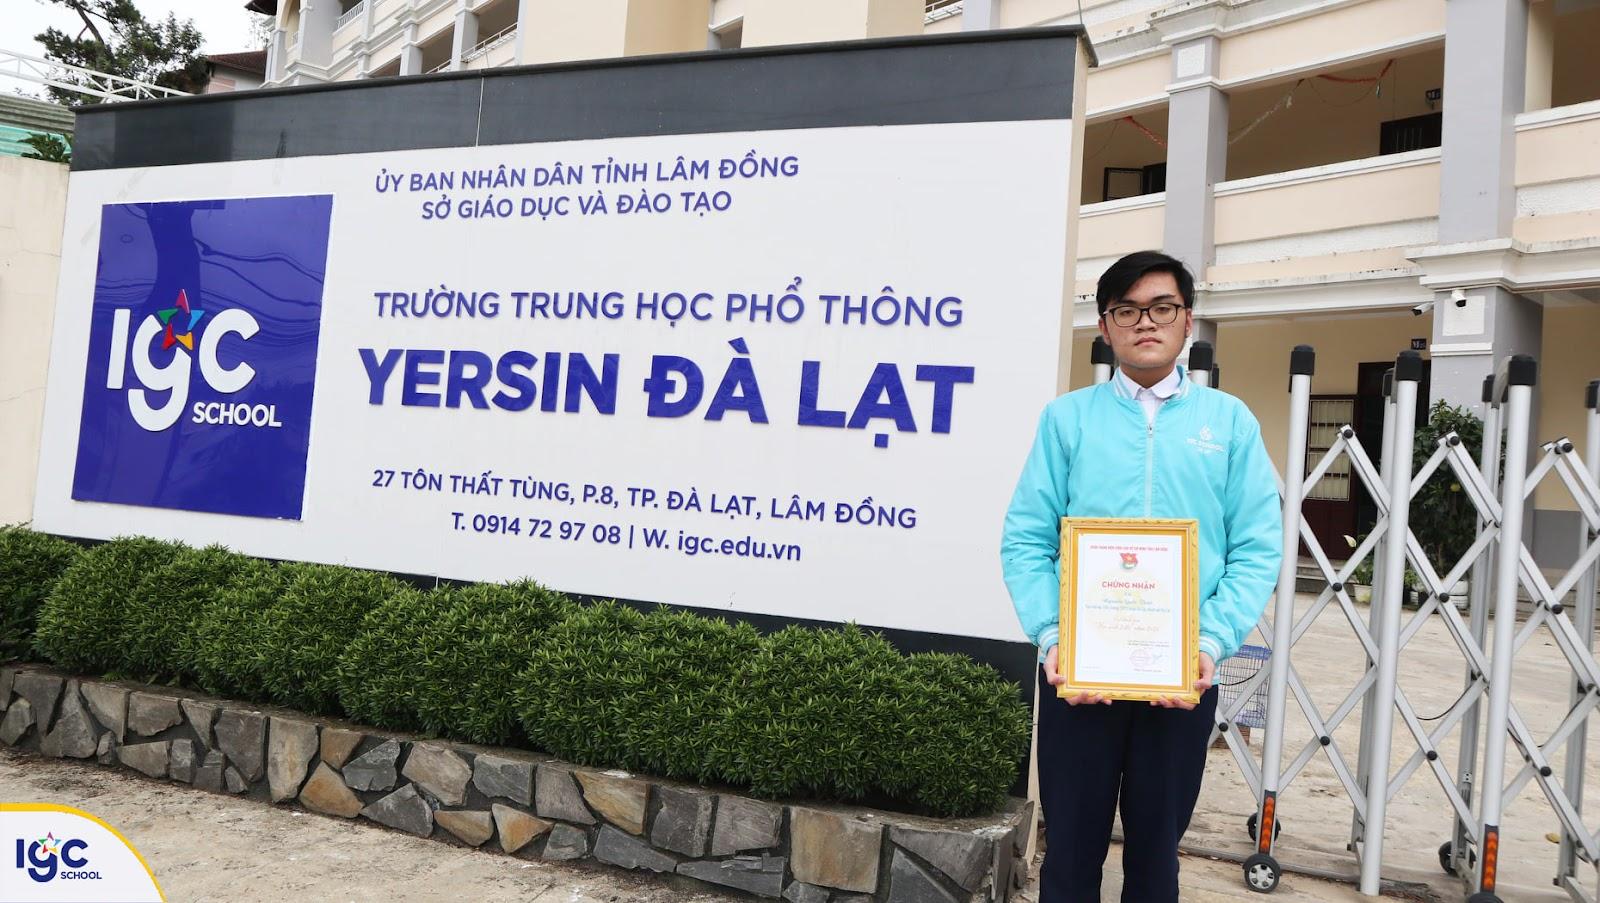 ỦY BAN NHÂN DÂN TỈNH LÂM ĐỒNG
SỞ GIÁO DỤC VÀ ĐÀO TẠO
TRƯỜNG TRUNG HỌC PHỔ THÔNG
YERSIN ĐÀ LẠT
27 TÔN THẤT TÙNG, P.8, TP. ĐÀ LẠT, LÂM ĐỒNG
T. 0914 72 97 08 | W. igc.edu.vn
IGC
SCHOOL
IGC SCHOOL
CHỨNG NHẬN
IGC
SCHOOL